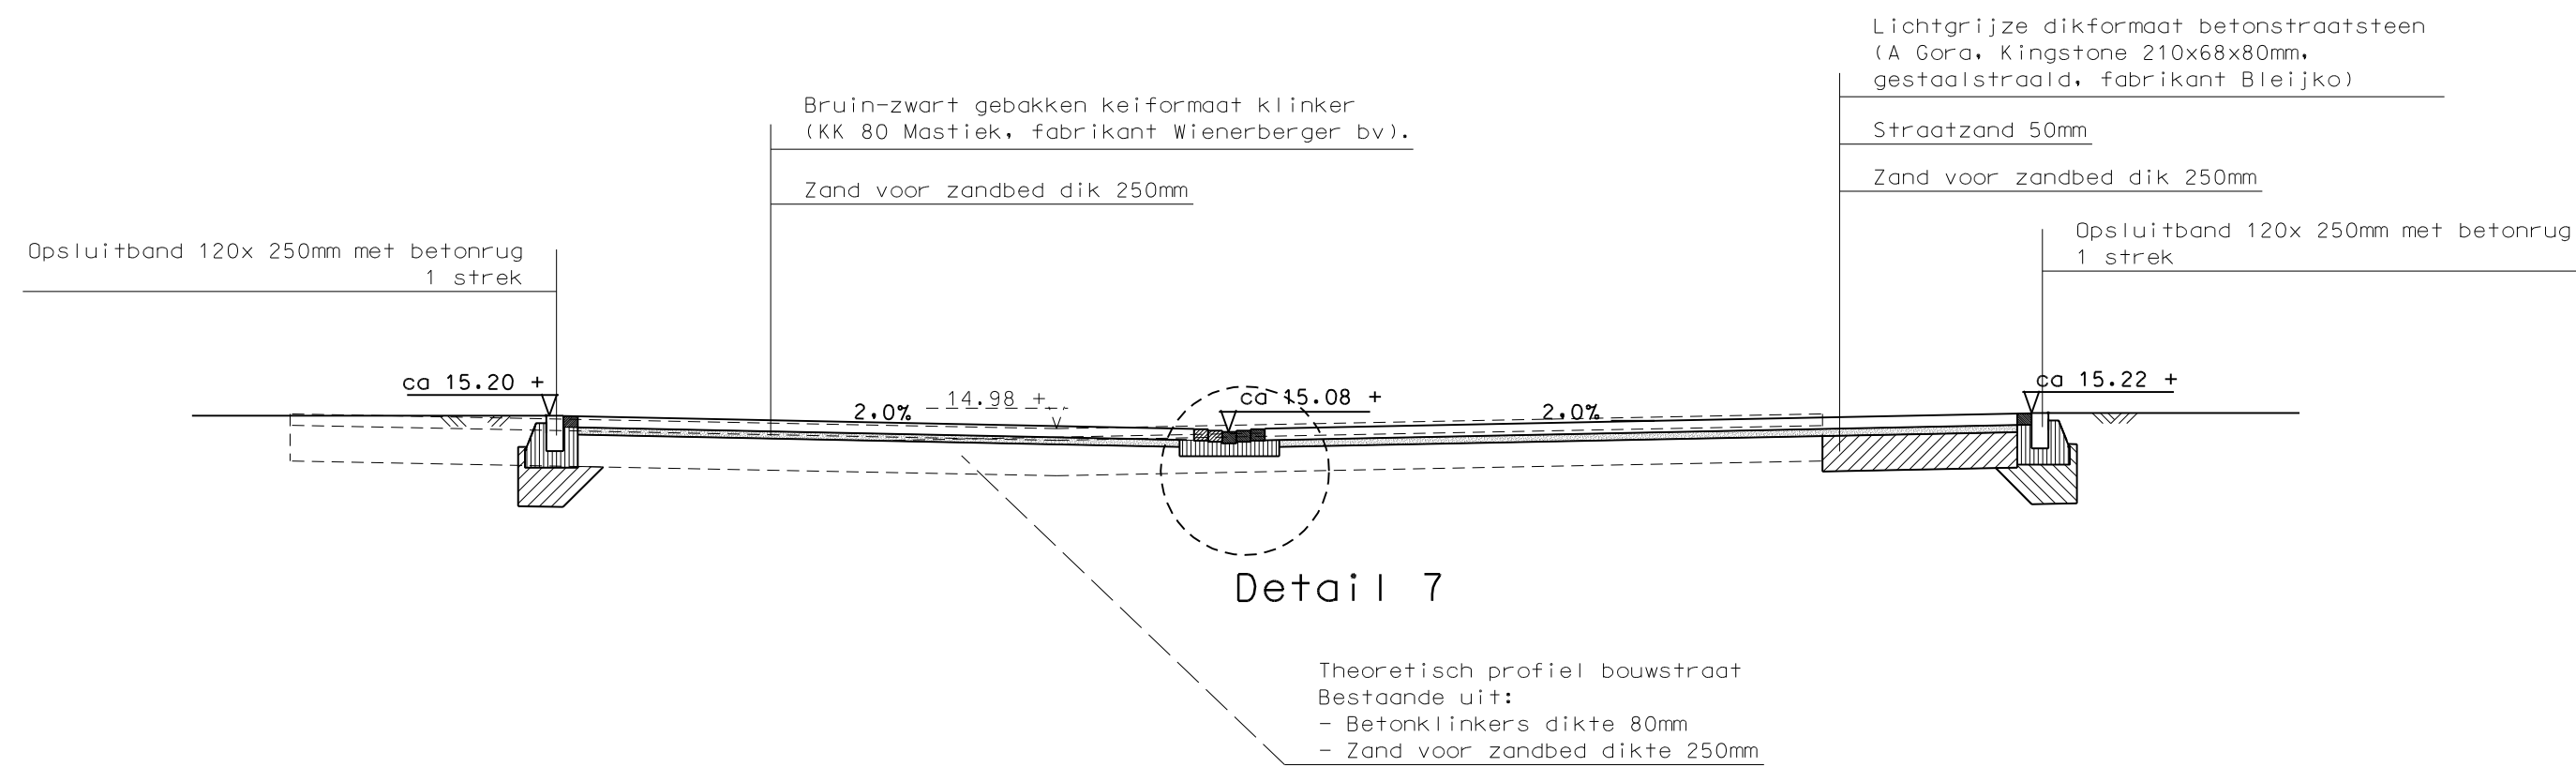 Lichtgrijze dikformaat betonstraatsteen
(A Gora, Kingstone 210x68x80mm,
gestaalstraald, fabrikant Bleijko)
Straatzand 50mm
Zand voor zandbed dik 250mm
Bruin-zwart gebakken keiformaat klinker
(KK 80 Mastiek, fabrikant Wienerberger bv).
Zand voor zandbed dik 250mm
Opsluitband 120x 250mm met betonrug
1 strek
Opsluitband 120x 250mm met betonrug
1 strek
ca 15.20 +
2,0%
14.98 +
ca 15.08 +
2,0%
ca 15.22 +
Detail 7
Theoretisch profiel bouwstraat
Bestaande uit:
- Betonklinkers dikte 80mm
- Zand voor zandbed dikte 250mm